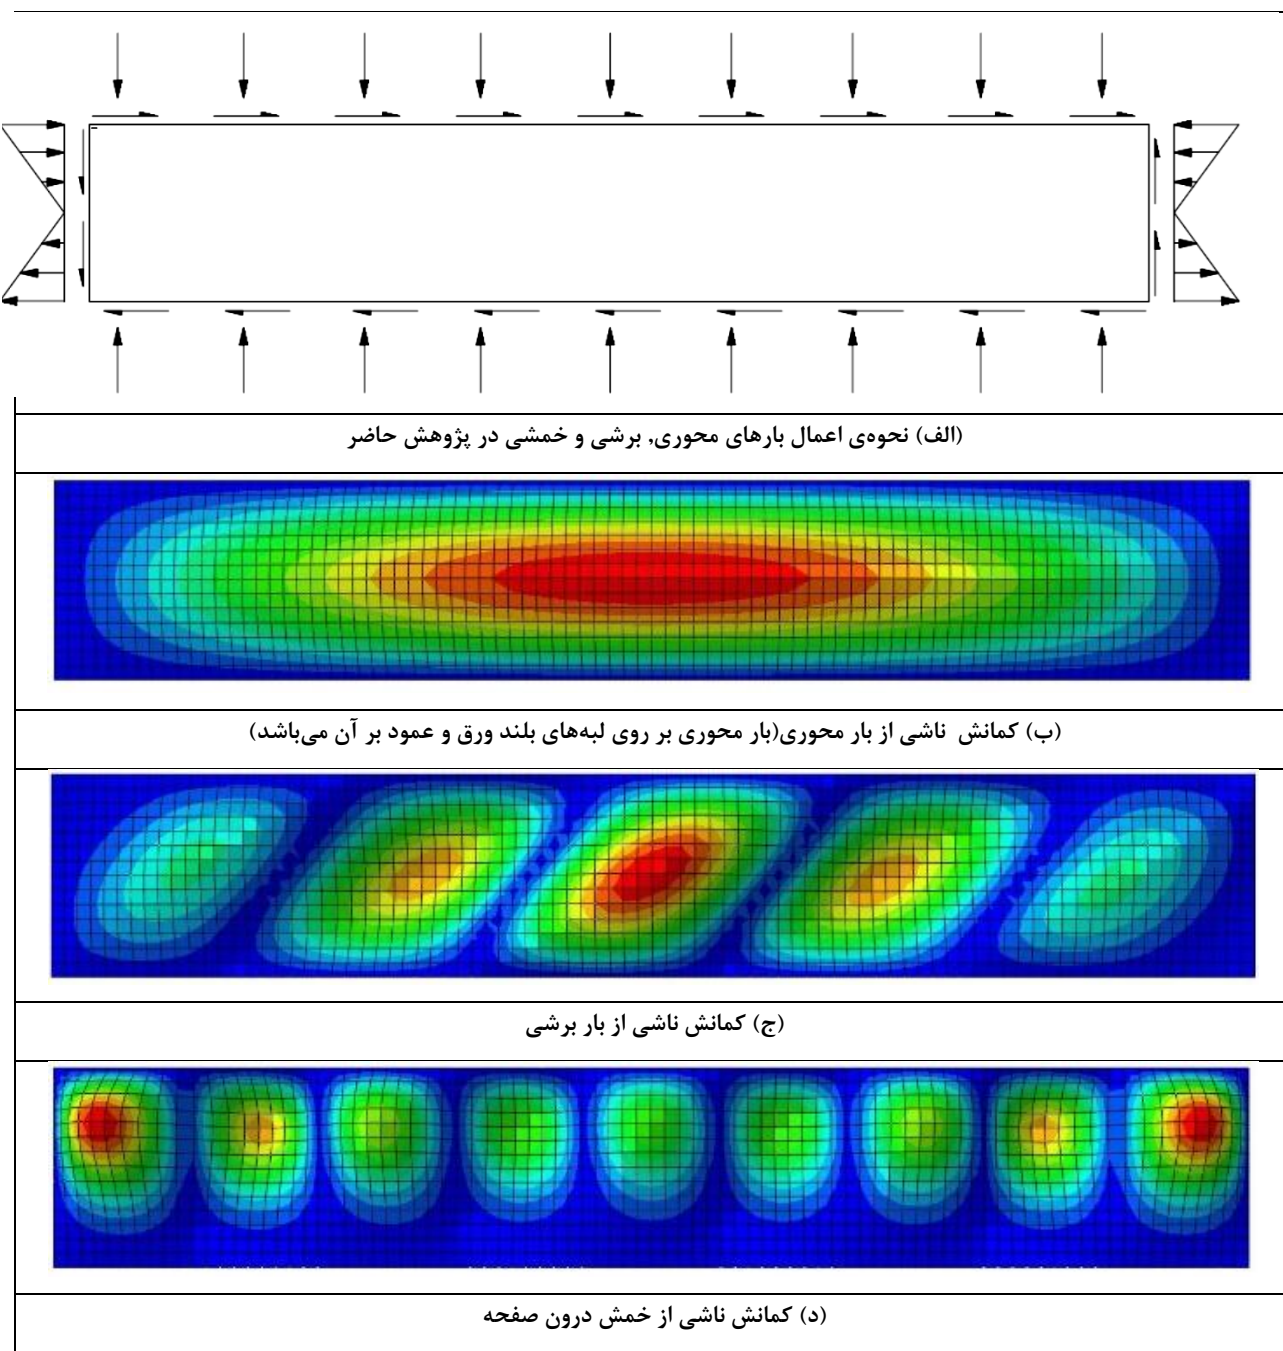 (الف) نحوه‌ی اعمال بارهای محوری, برشی و خمشی در پژوهش حاضر
(ب) کمانش ناشی از بار محوری(بار محوری بر روی لبه‌های بلند ورق و عمود بر آن می‌باشد)
(ج) کمانش ناشی از بار برشی
(د) کمانش ناشی از خمش درون صفحه